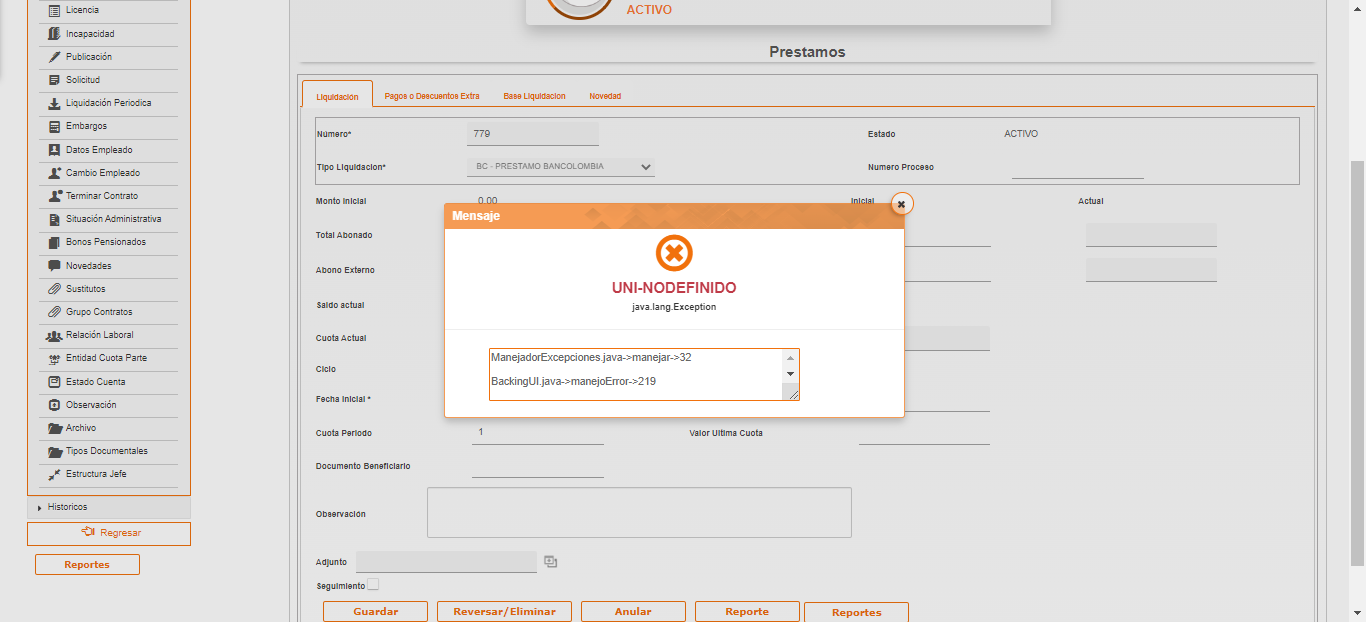 Licencia
Incapacidad
Publicación
Solicitud
Liquidación Periodica
Embargos
Datos Empleado
Cambio Empleado
Terminar Contrato
Situación Administrativa
Bonos Pensionados
Novedades
Sustitutos
Grupo Contratos
Relación Laboral
Entidad Cuota Parte
Estado Cuenta
Observación
Archivo
Tipos Documentales
Estructura Jefe
Historicos
Regresar
Reportes
ACTIVO
Prestamos
Liquidación Pagos o Descuentos Extra Base Liquidacion Novedad
Número* 779 Estado ACTIVO
Tipo Liquidacion* BC - PRESTAMO BANCOLOMBIA Numero Proceso
Monto Inicial 0.00 Inicial Actual
Total Abonado
Abono Externo
Saldo actual
Cuota Actual
Ciclo
Fecha Inicial *
Cuota Periodo 1 Valor Ultima Cuota
Documento Beneficiario
Observación
Adjunto
Seguimiento
Guardar Reversar/Eliminar Anular Reporte Reportes
Mensaje
UNI-NODEFINIDO
java.lang.Exception
ManejadorExcepciones.java->manejar->32
BackingUI.java->manejoError->219